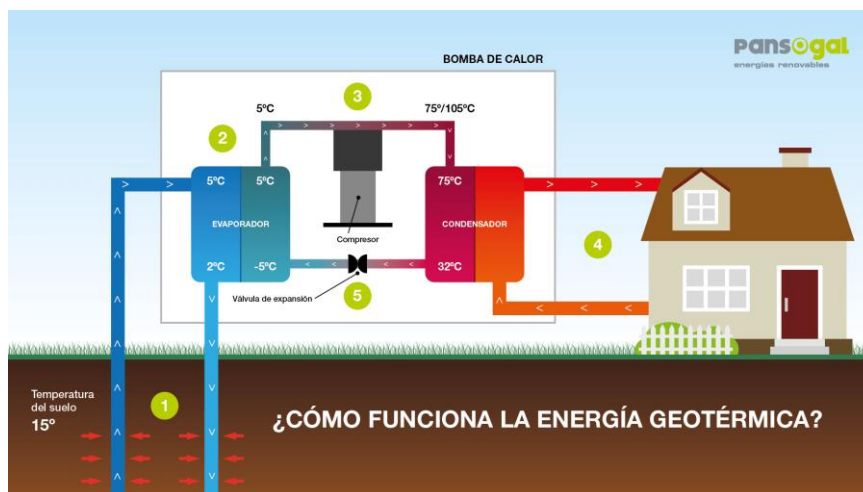 pansogal
energías renovables
BOMBA DE CALOR
3
5ºC
75º/105ºC
2
5ºC
5ºC
75ºC
EVAPORADOR
CONDENSADOR
Compresor
4
2ºC
-5ºC
32ºC
Válvula de expansión
5
Temperatura
del suelo
15º
1
¿CÓMO FUNCIONA LA ENERGÍA GEOTÉRMICA?